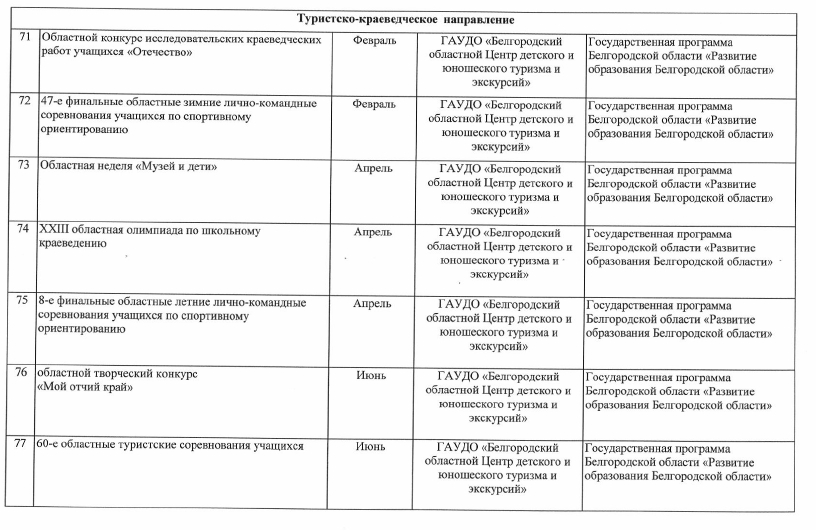 Туристско-краеведческое направление
71 Областной конкурс исследовательских краеведческих Февраль ГАУДО «Белгородский Государственная программа
работ учащихся «Отечество» областной Центр детского и Белгородской области «Развитие
юношеского туризма и образования Белгородской области»
экскурсий»
72 47-е финальные областные зимние лично-командные Февраль ГАУДО «Белгородский Государственная программа
соревнования учащихся по спортивному областной Центр детского и Белгородской области «Развитие
ориентированию юношеского туризма и образования Белгородской области»
экскурсий»
73 Областная неделя «Музей и дети» Апрель ГАУДО «Белгородский Государственная программа
областной Центр детского и Белгородской области «Развитие
юношеского туризма и образования Белгородской области»
экскурсий»
74 XXIII областная олимпиада по школьному Апрель ГАУДО «Белгородский Государственная программа
краеведению областной Центр детского и Белгородской области «Развитие
юношеского туризма и образования Белгородской области»
экскурсий»
75 8-е финальные областные летние лично-командные Апрель ГАУДО «Белгородский Государственная программа
соревнования учащихся по спортивному областной Центр детского и Белгородской области «Развитие
ориентированию юношеского туризма и образования Белгородской области»
экскурсий»
76 областной творческий конкурс Июнь ГАУДО «Белгородский Государственная программа
«Мой отчий край» областной Центр детского и Белгородской области «Развитие
юношеского туризма и образования Белгородской области»
экскурсий»
77 60-е областные туристские соревнования учащихся Июнь ГАУДО «Белгородский Государственная программа
областной Центр детского и Белгородской области «Развитие
юношеского туризма и образования Белгородской области»
экскурсий»